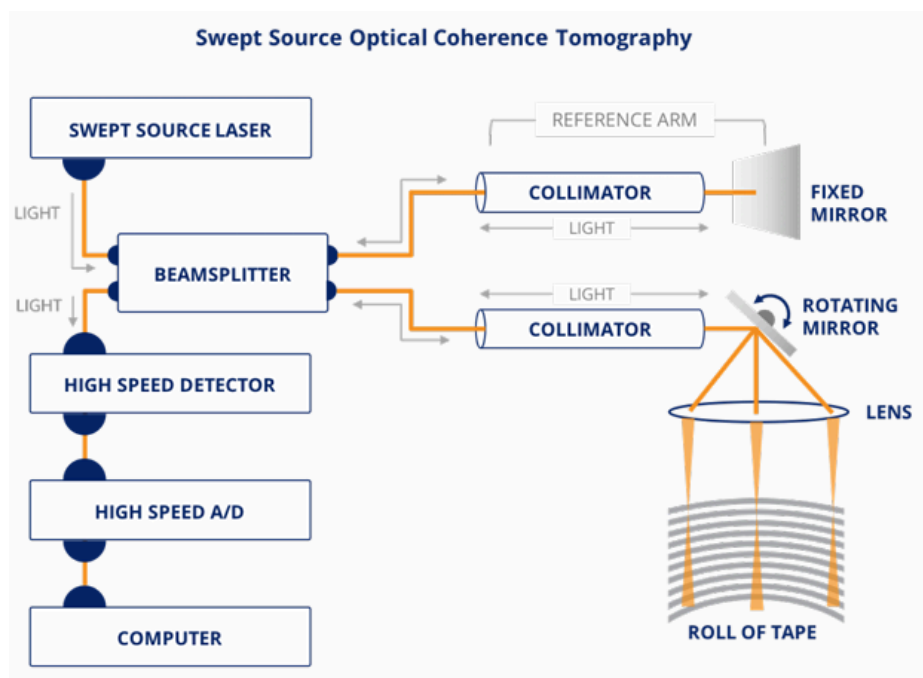 Swept Source Optical Coherence Tomography
SWEPT SOURCE LASER
REFERENCE ARM
COLLIMATOR
FIXED
MIRROR
LIGHT
LIGHT
BEAMSPLITTER
LIGHT
LIGHT
COLLIMATOR
ROTATING
MIRROR
HIGH SPEED DETECTOR
LENS
HIGH SPEED A/D
COMPUTER
ROLL OF TAPE